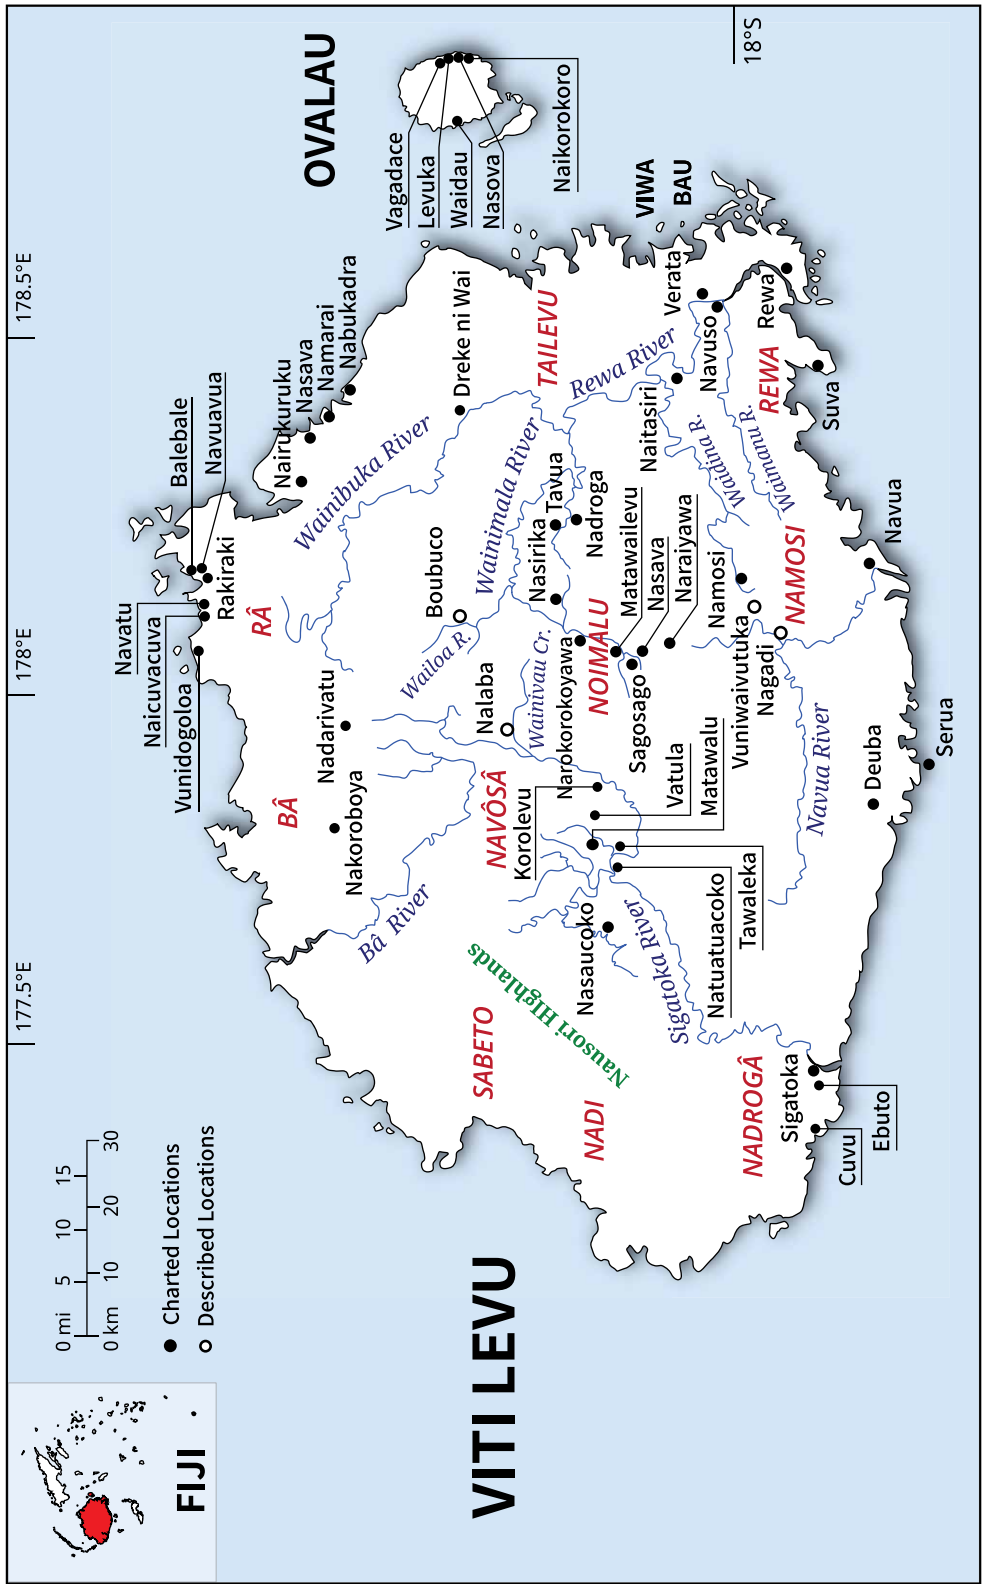 FIJI
0 mi 5 10 15
0 km 10 20 30
Charted Locations
Described Locations
177.5°E
178°E
178.5°E
18°S
VITI LEVU
OVALAU
Vagadace
Levuka
Waidau
Nasova
Naikorokoro
VIWA
BAU
Navatu
Naicuvacuva
Vunidogoloa
Balebale
Navuavua
Rakiraki
Nairukuruku
Nasava
Namarai
Nabukadra
RÂ
BÂ
Nadarivatu
Nakoroboya
Wainibuka River
Dreke ni Wai
TAILEVU
Boubuco
Wainimala River
Wailoa R.
Nalaba
Wainivau Cr.
Nasirika
Tavua
Nadroga
Rewa River
Verata
Navuso
Rewa
REWA
Suva
Naitasiri
Waidina R.
Waimanu R.
Bâ River
NAVÔSÂ
Korolevu
Narokorokoyawa
NOIMALU
Matawailevu
Nasava
Naraiyawa
Sagosago
Namosi
NAMOSI
Vuniwaivutuka
Nagadi
Navua
Vatula
Matawalu
Navua River
Deuba
Serua
Nasaucoko
Natuatuacoko
Tawaleka
Sigatoka River
Nausori HIghlands
SABETO
NADI
NADROGÂ
Sigatoka
Cuvu
Ebuto